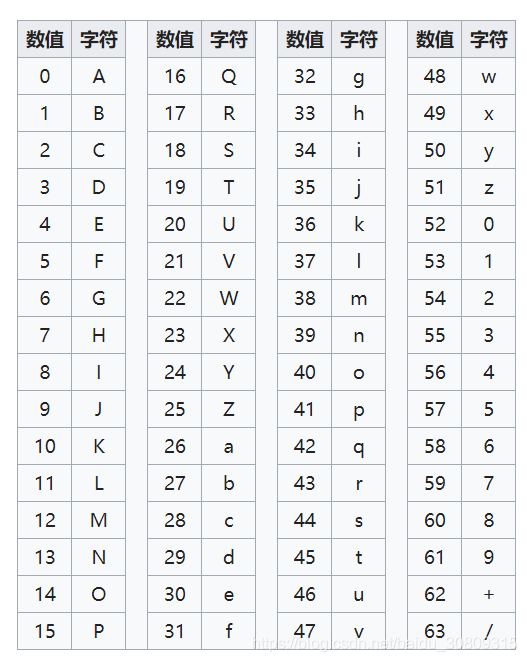 数值 字符 数值 字符 数值 字符 数值 字符
0 A 16 Q 32 g 48 w
1 B 17 R 33 h 49 x
2 C 18 S 34 i 50 y
3 D 19 T 35 j 51 z
4 E 20 U 36 k 52 0
5 F 21 V 37 l 53 1
6 G 22 W 38 m 54 2
7 H 23 X 39 n 55 3
8 I 24 Y 40 o 56 4
9 J 25 Z 41 p 57 5
10 K 26 a 42 q 58 6
11 L 27 b 43 r 59 7
12 M 28 c 44 s 60 8
13 N 29 d 45 t 61 9
14 O 30 e 46 u 62 +
15 P 31 f 47 v 63 /
https://blog.csdn.net/baidu_30809315